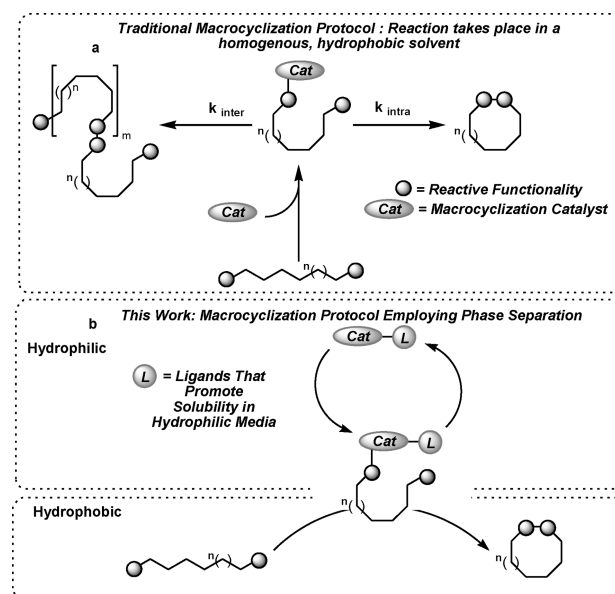 Traditional Macrocyclization Protocol : Reaction takes place in a
homogenous, hydrophobic solvent
a
Cat
( )n
m
k inter
k intra
n( )
n( )
n( )
Cat
= Reactive Functionality
Cat = Macrocyclization Catalyst
n( )
b
This Work: Macrocyclization Protocol Employing Phase Separation
Hydrophilic
Cat L
L = Ligands That
Promote
Solubility in
Hydrophilic Media
Cat L
n( )
Hydrophobic
n( )
n( )